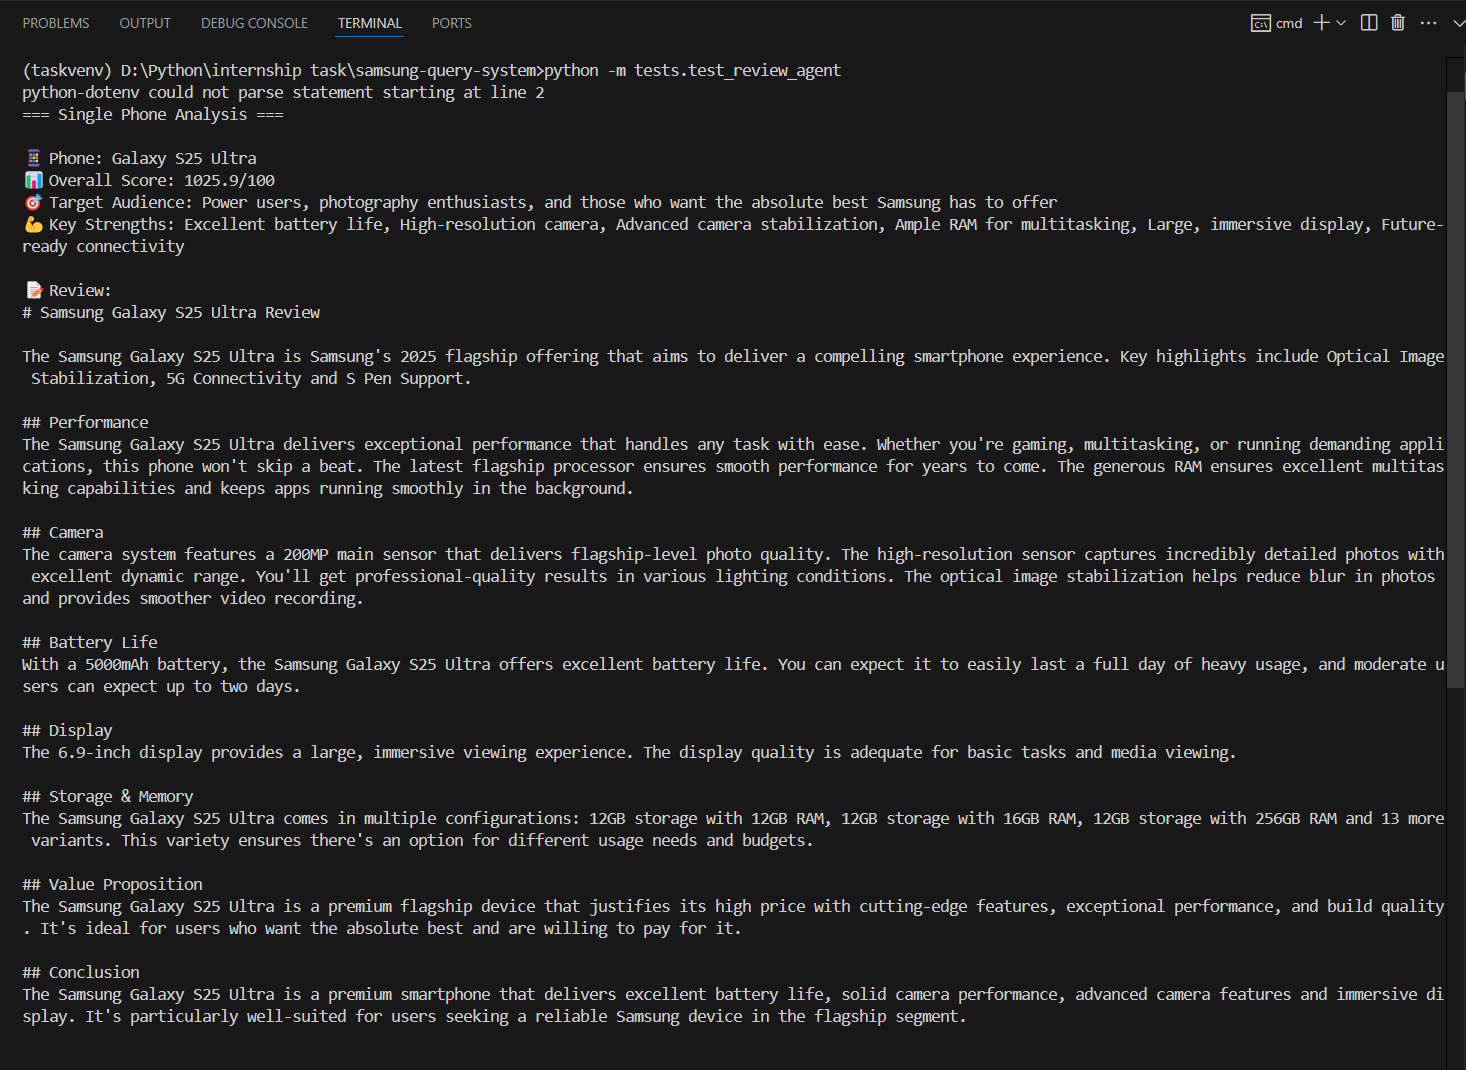 PROBLEMS OUTPUT DEBUG CONSOLE TERMINAL PORTS cmd
(taskvenv) D:\Python\internship task\samsung-query-system>python -m tests.test_review_agent
python-dotenv could not parse statement starting at line 2
=== Single Phone Analysis ===
Phone: Galaxy S25 Ultra
Overall Score: 1025.9/100
Target Audience: Power users, photography enthusiasts, and those who want the absolute best Samsung has to offer
Key Strengths: Excellent battery life, High-resolution camera, Advanced camera stabilization, Ample RAM for multitasking, Large, immersive display, Future-
ready connectivity
Review:
# Samsung Galaxy S25 Ultra Review
The Samsung Galaxy S25 Ultra is Samsung's 2025 flagship offering that aims to deliver a compelling smartphone experience. Key highlights include Optical Image
Stabilization, 5G Connectivity and S Pen Support.
## Performance
The Samsung Galaxy S25 Ultra delivers exceptional performance that handles any task with ease. Whether you're gaming, multitasking, or running demanding appli
cations, this phone won't skip a beat. The latest flagship processor ensures smooth performance for years to come. The generous RAM ensures excellent multitas
king capabilities and keeps apps running smoothly in the background.
## Camera
The camera system features a 200MP main sensor that delivers flagship-level photo quality. The high-resolution sensor captures incredibly detailed photos with
excellent dynamic range. You'll get professional-quality results in various lighting conditions. The optical image stabilization helps reduce blur in photos
and provides smoother video recording.
## Battery Life
With a 5000mAh battery, the Samsung Galaxy S25 Ultra offers excellent battery life. You can expect it to easily last a full day of heavy usage, and moderate u
sers can expect up to two days.
## Display
The 6.9-inch display provides a large, immersive viewing experience. The display quality is adequate for basic tasks and media viewing.
## Storage & Memory
The Samsung Galaxy S25 Ultra comes in multiple configurations: 12GB storage with 12GB RAM, 12GB storage with 16GB RAM, 12GB storage with 256GB RAM and 13 more
variants. This variety ensures there's an option for different usage needs and budgets.
## Value Proposition
The Samsung Galaxy S25 Ultra is a premium flagship device that justifies its high price with cutting-edge features, exceptional performance, and build quality
. It's ideal for users who want the absolute best and are willing to pay for it.
## Conclusion
The Samsung Galaxy S25 Ultra is a premium smartphone that delivers excellent battery life, solid camera performance, advanced camera features and immersive di
splay. It's particularly well-suited for users seeking a reliable Samsung device in the flagship segment.